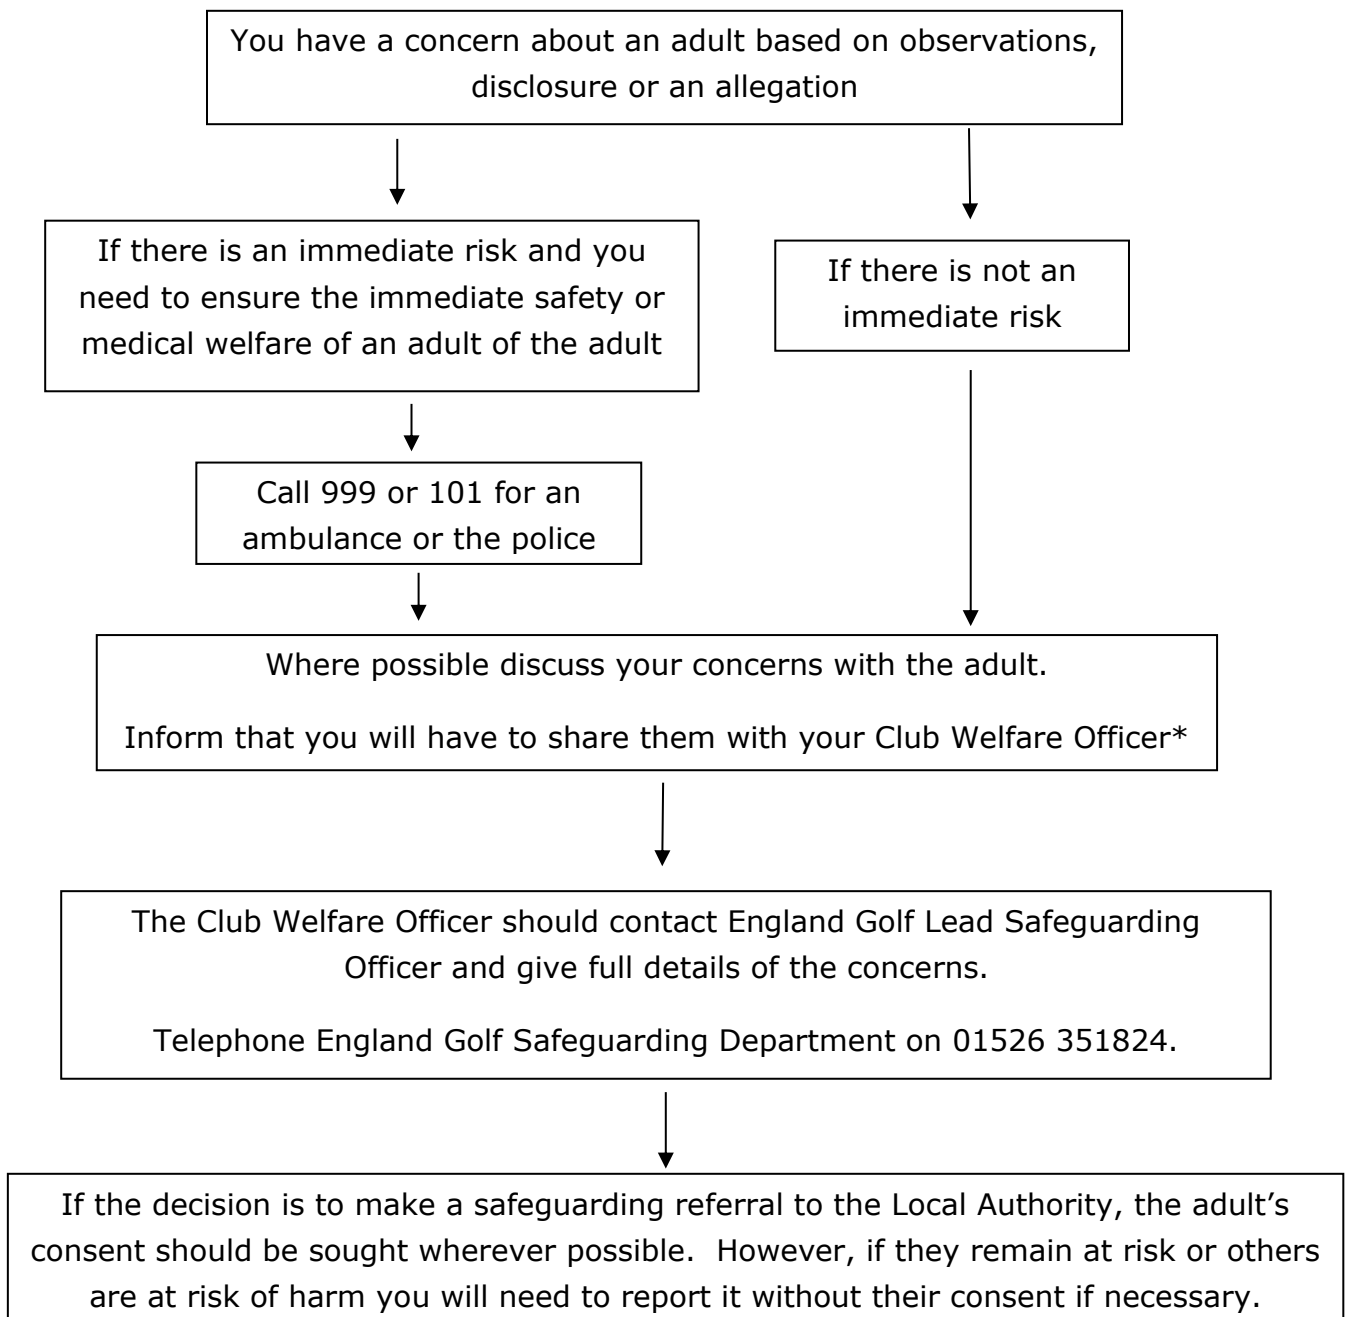 You have a concern about an adult based on observations,
disclosure or an allegation
If there is an immediate risk and you
need to ensure the immediate safety or
medical welfare of an adult of the adult
If there is not an
immediate risk
Call 999 or 101 for an
ambulance or the police
Where possible discuss your concerns with the adult.
Inform that you will have to share them with your Club Welfare Officer*
The Club Welfare Officer should contact England Golf Lead Safeguarding
Officer and give full details of the concerns.
Telephone England Golf Safeguarding Department on 01526 351824.
If the decision is to make a safeguarding referral to the Local Authority, the adult’s
consent should be sought wherever possible.  However, if they remain at risk or others
are at risk of harm you will need to report it without their consent if necessary.